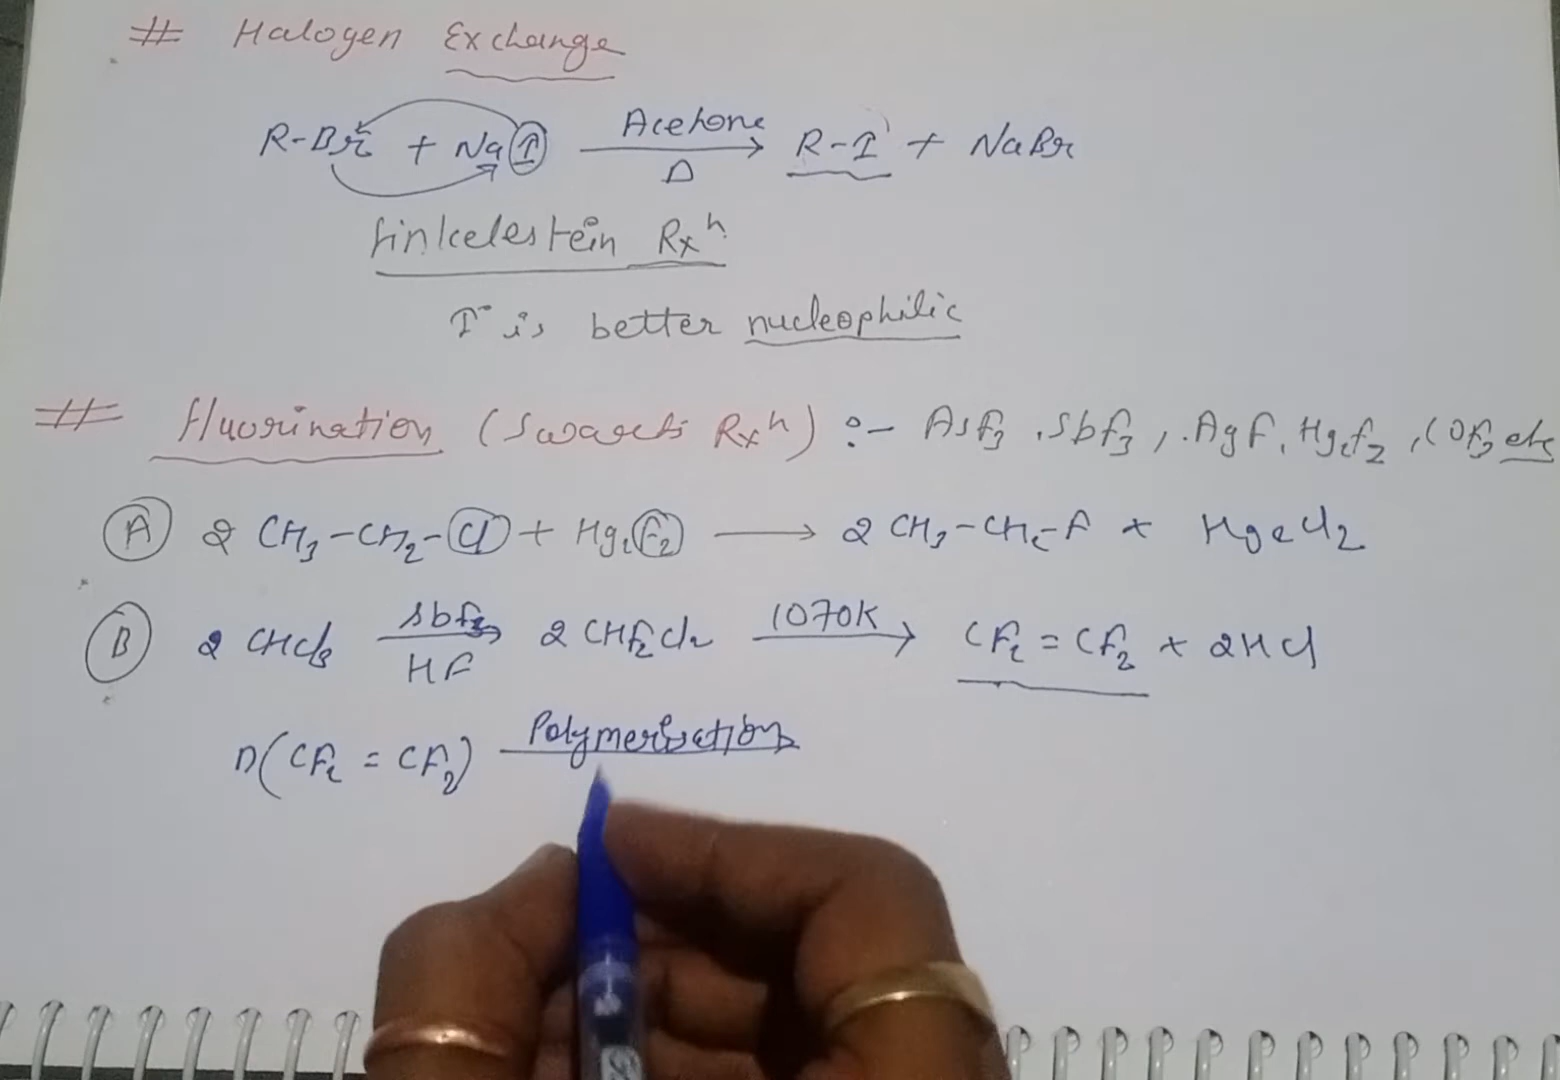 # Halogen Exchange
R-Br + NaI Acetone Δ → R-I + NaBr
Finkelestein Rxn
I⁻ is better nucleophilic
# Fluorination (Swarts Rxn) :- AsF3, SbF3, AgF, Hg2F2, COF3 etc
(A) 2 CH3-CH2-Cl + Hg2F2 → 2 CH3-CH2-F + Hg2Cl2
(B) 2 CHCl3 SbF3 HF → 2 CHF2Cl2 1070K → CF2 = CF2 + 2HCl
n(CF2 = CF2) Polymerisation →